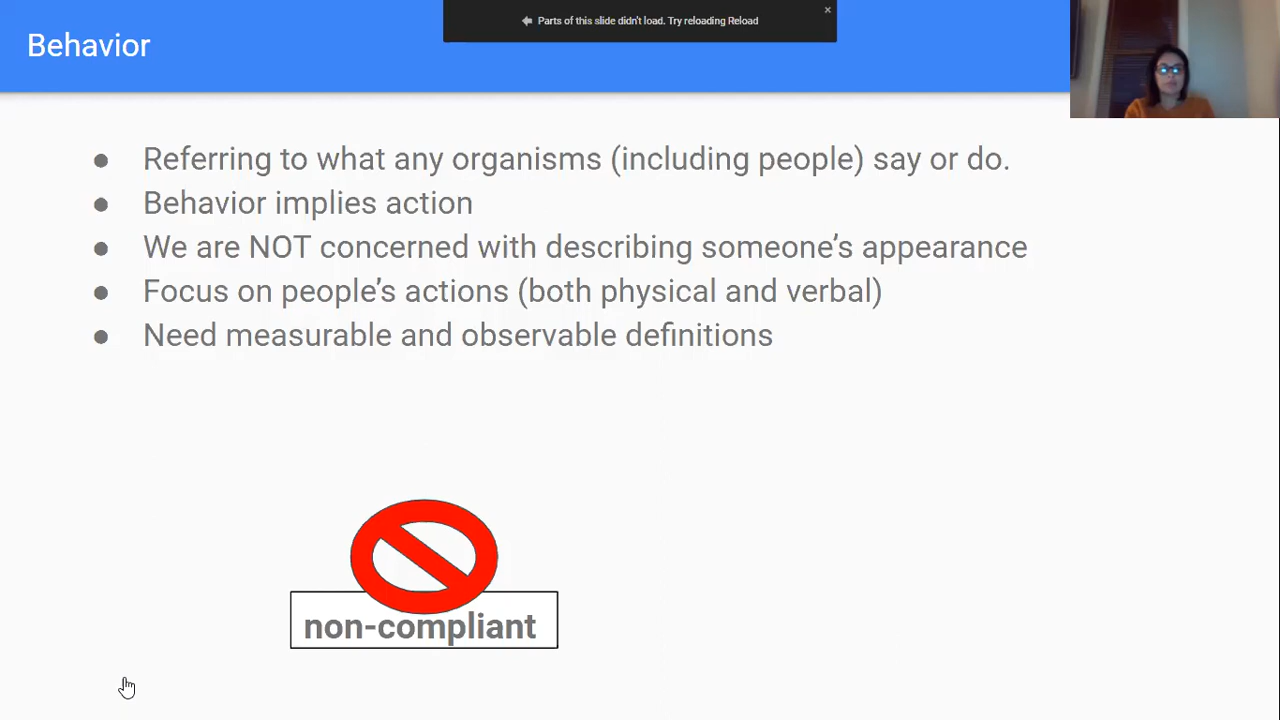 Behavior
Parts of this slide didn't load. Try reloading Reload
Referring to what any organisms (including people) say or do.
Behavior implies action
We are NOT concerned with describing someone's appearance
Focus on people's actions (both physical and verbal)
Need measurable and observable definitions
non-compliant